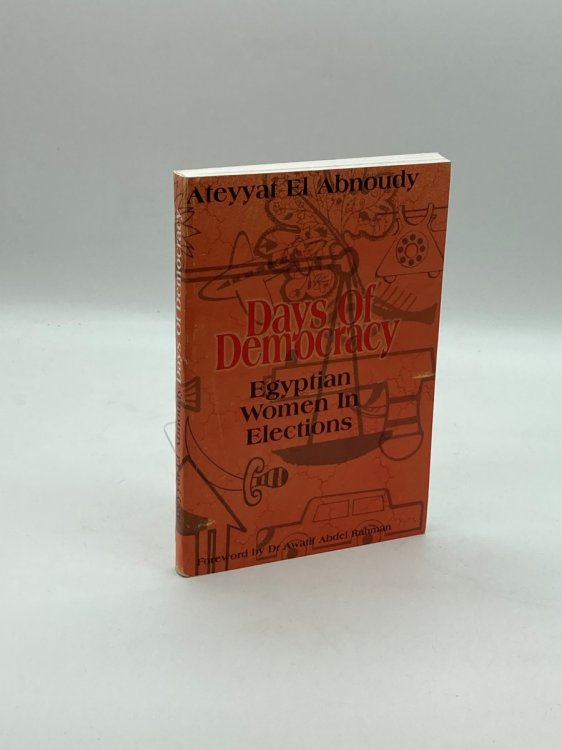 Ateyyat El Abnoudy
Days Of
Democracy
Egyptian
Women In
Elections
Foreword by Dr Awatif Abdel Rahman
Days Of Democracy